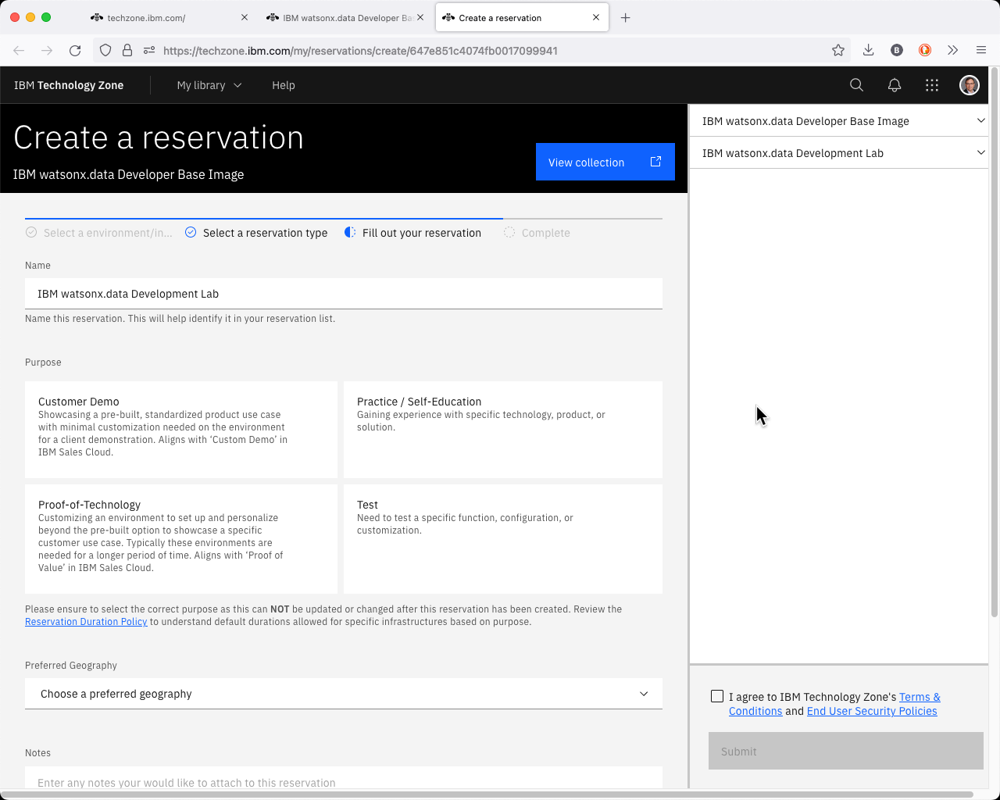 techzone.ibm.com/
IBM watsonx.data Developer Ba
Create a reservation
https://techzone.ibm.com/my/reservations/create/647e851c4074fb0017099941
B
IBM Technology Zone
My library
Help
Create a reservation
IBM watsonx.data Developer Base Image
View collection
IBM watsonx.data Developer Base Image
IBM watsonx.data Development Lab
Select a environment/in...
Select a reservation type
Fill out your reservation
Complete
Name
IBM watsonx.data Development Lab
Name this reservation. This will help identify it in your reservation list.
Purpose
Customer Demo
Showcasing a pre-built, standardized product use case
with minimal customization needed on the environment
for a client demonstration. Aligns with ‘Custom Demo’ in
IBM Sales Cloud.
Practice / Self-Education
Gaining experience with specific technology, product, or
solution.
Proof-of-Technology
Customizing an environment to set up and personalize
beyond the pre-built option to showcase a specific
customer use case. Typically these environments are
needed for a longer period of time. Aligns with ‘Proof of
Value’ in IBM Sales Cloud.
Test
Need to test a specific function, configuration, or
customization.
Please ensure to select the correct purpose as this can NOT be updated or changed after this reservation has been created. Review the
Reservation Duration Policy to understand default durations allowed for specific infrastructures based on purpose.
Preferred Geography
Choose a preferred geography
Notes
Enter any notes your would like to attach to this reservation
I agree to IBM Technology Zone's Terms &
Conditions and End User Security Policies
Submit